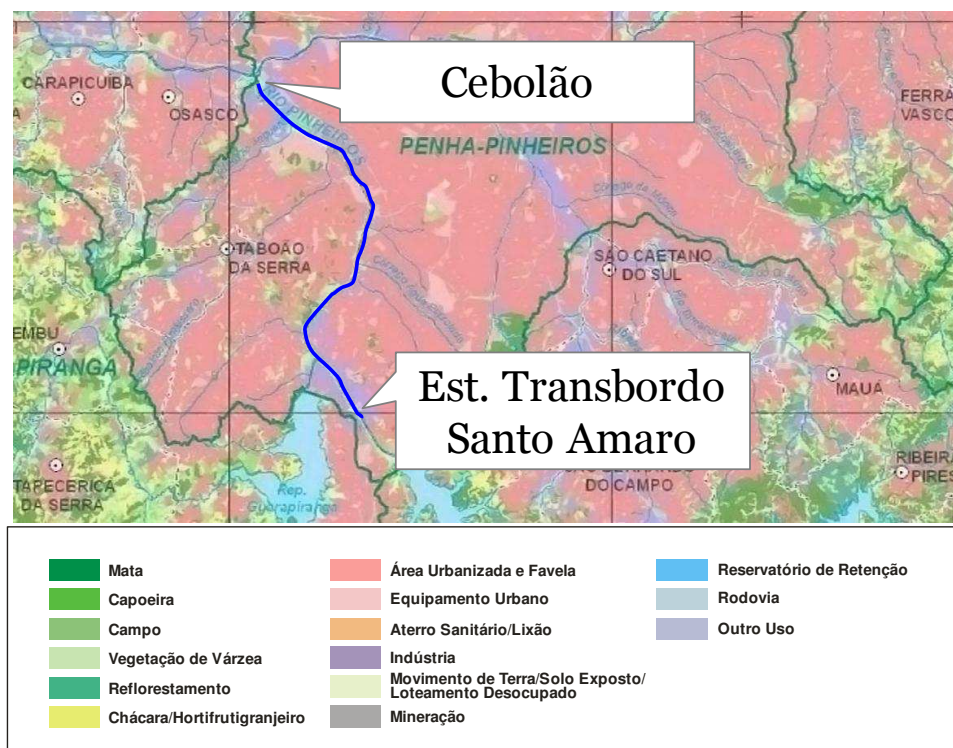 Cebolão
CARAPICUÍBA
OSASCO
RIO PINHEIROS
FERRA
VASCO
PENHA-PINHEIROS
TABOÃO
DA SERRA
SÃO CAETANO
DO SUL
EMBU
PIRANGA
Est. Transbordo
Santo Amaro
MAUÁ
DO CAMPO
RIBEIRA
PIRES
TAPECERICA
DA SERRA
Rep.
Guarapiranga
Mata
Capoeira
Campo
Vegetação de Várzea
Reflorestamento
Chácara/Hortifrutigranjeiro
Área Urbanizada e Favela
Equipamento Urbano
Aterro Sanitário/Lixão
Indústria
Movimento de Terra/Solo Exposto/
Loteamento Desocupado
Mineração
Reservatório de Retenção
Rodovia
Outro Uso